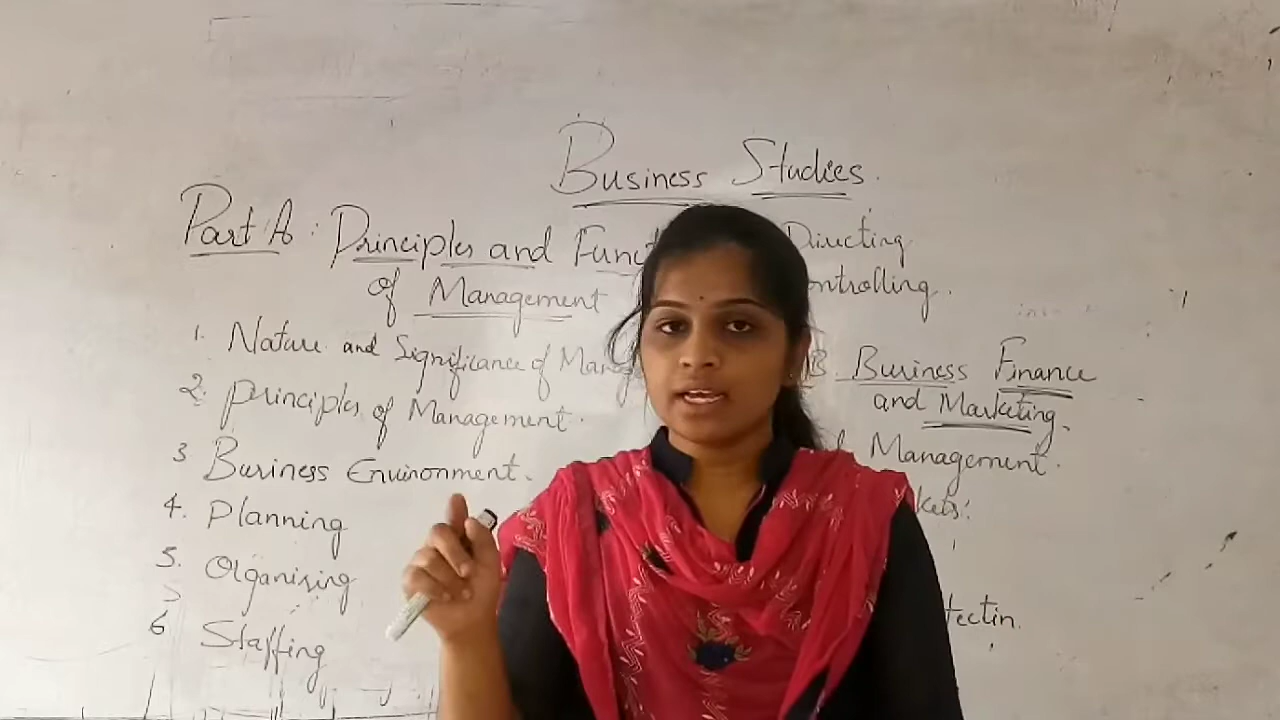 Business Studies.
Part A: Principles and Funct
of Management
1. Nature and Significance of Mana
2. principles of Management.
3 Business Environment.
4. Planning
5. Organising
6 Staffing
Directing
ontrolling.
B. Business Finance
and Marketing.
Management.
kets:
tectin.